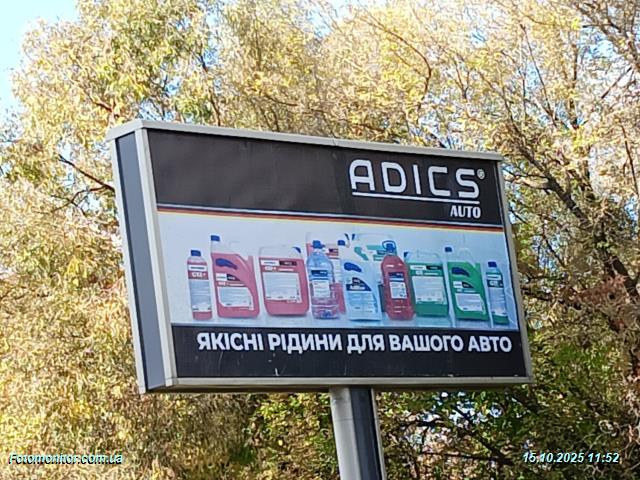 ADICS®
AUTO
ЯКІСНІ РІДИНИ ДЛЯ ВАШОГО АВТО
Fotomonitor.com.ua
15.10.2025 11:52